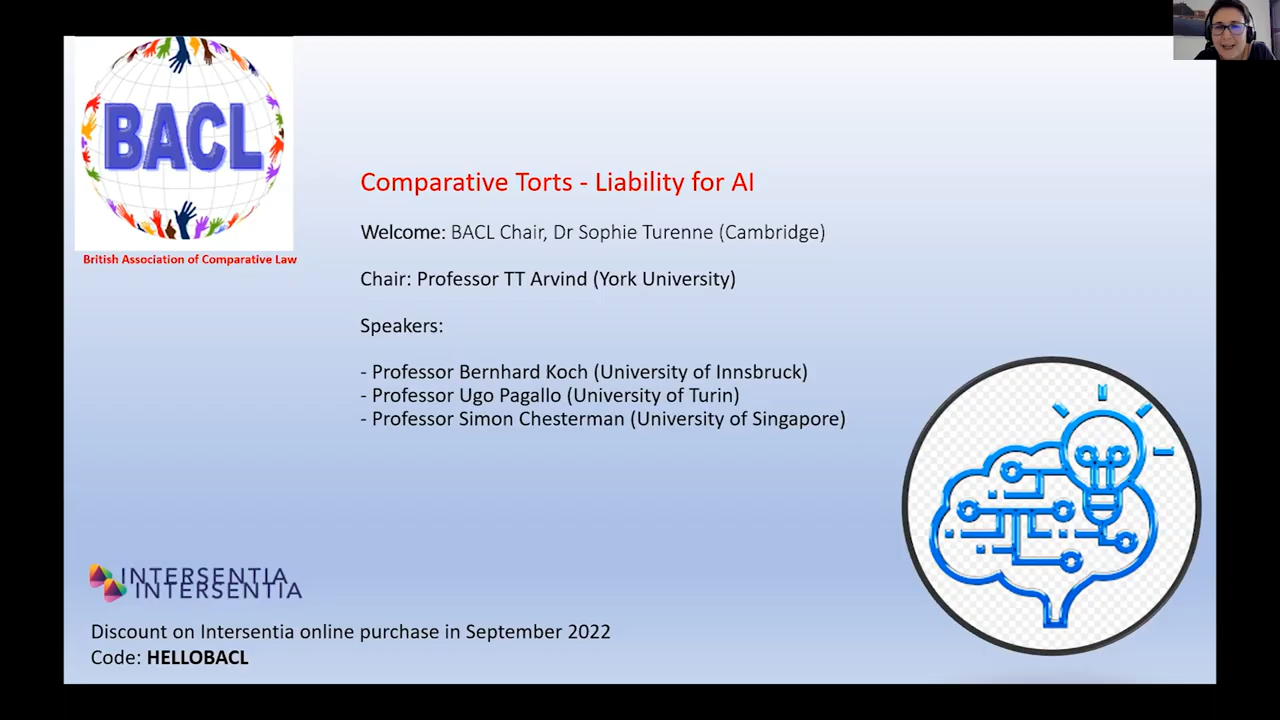 BACL
British Association of Comparative Law
Comparative Torts - Liability for AI
Welcome: BACL Chair, Dr Sophie Turenne (Cambridge)
Chair: Professor TT Arvind (York University)
Speakers:
- Professor Bernhard Koch (University of Innsbruck)
- Professor Ugo Pagallo (University of Turin)
- Professor Simon Chesterman (University of Singapore)
INTERSENTIA
INTERSENTIA
Discount on Intersentia online purchase in September 2022
Code: HELLOBACL